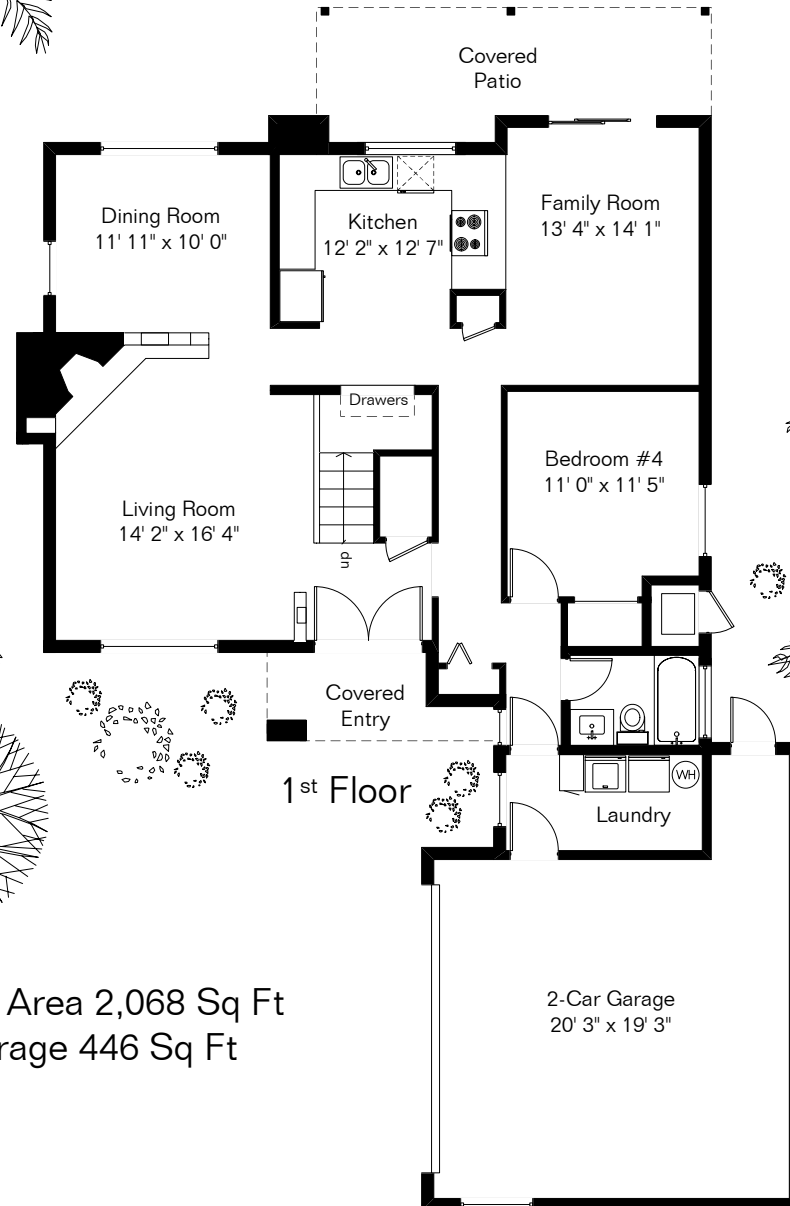 Covered
Patio
Dining Room
11' 11" x 10' 0"
Kitchen
12' 2" x 12' 7"
Family Room
13' 4" x 14' 1"
Drawers
Bedroom #4
11' 0" x 11' 5"
Living Room
14' 2" x 16' 4"
dn
Covered
Entry
1st Floor
WH
Laundry
Area 2,068 Sq Ft
rage 446 Sq Ft
2-Car Garage
20' 3" x 19' 3"